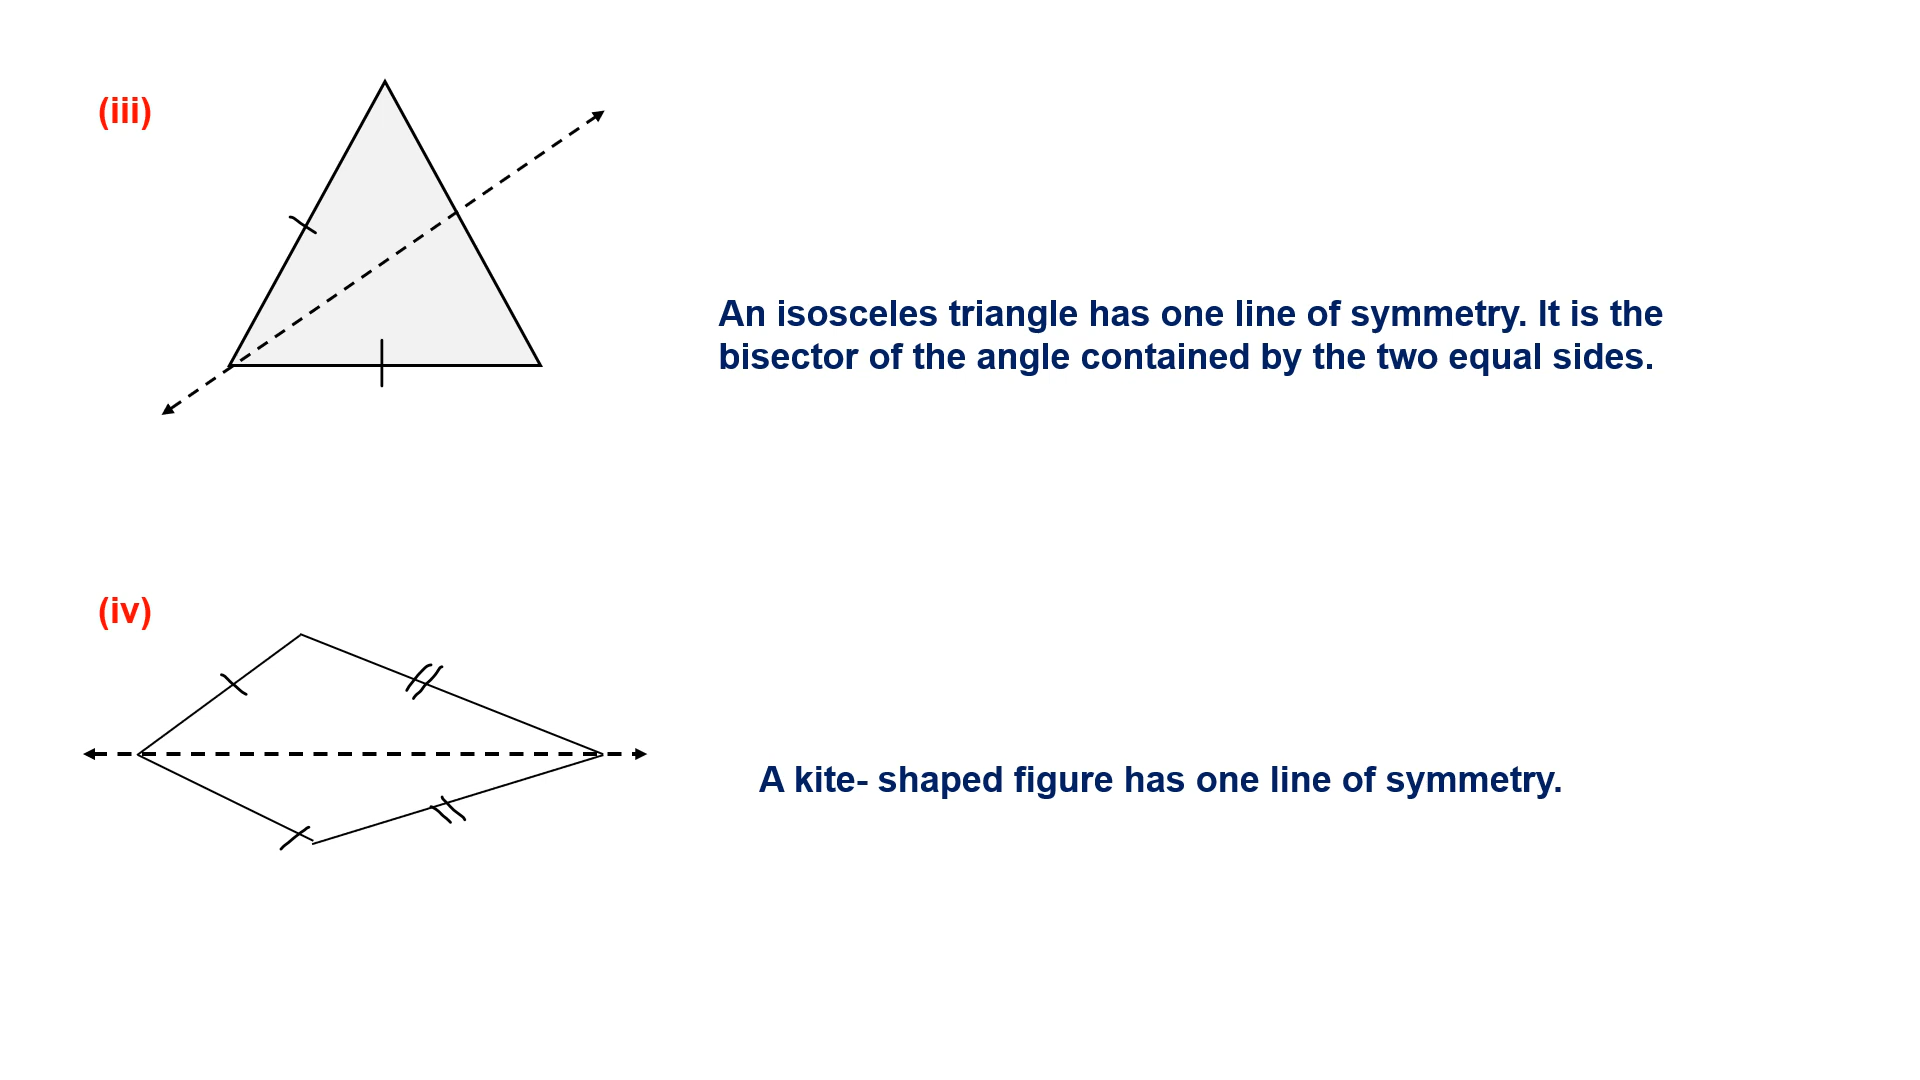 (iii)
An isosceles triangle has one line of symmetry. It is the
bisector of the angle contained by the two equal sides.
(iv)
A kite- shaped figure has one line of symmetry.